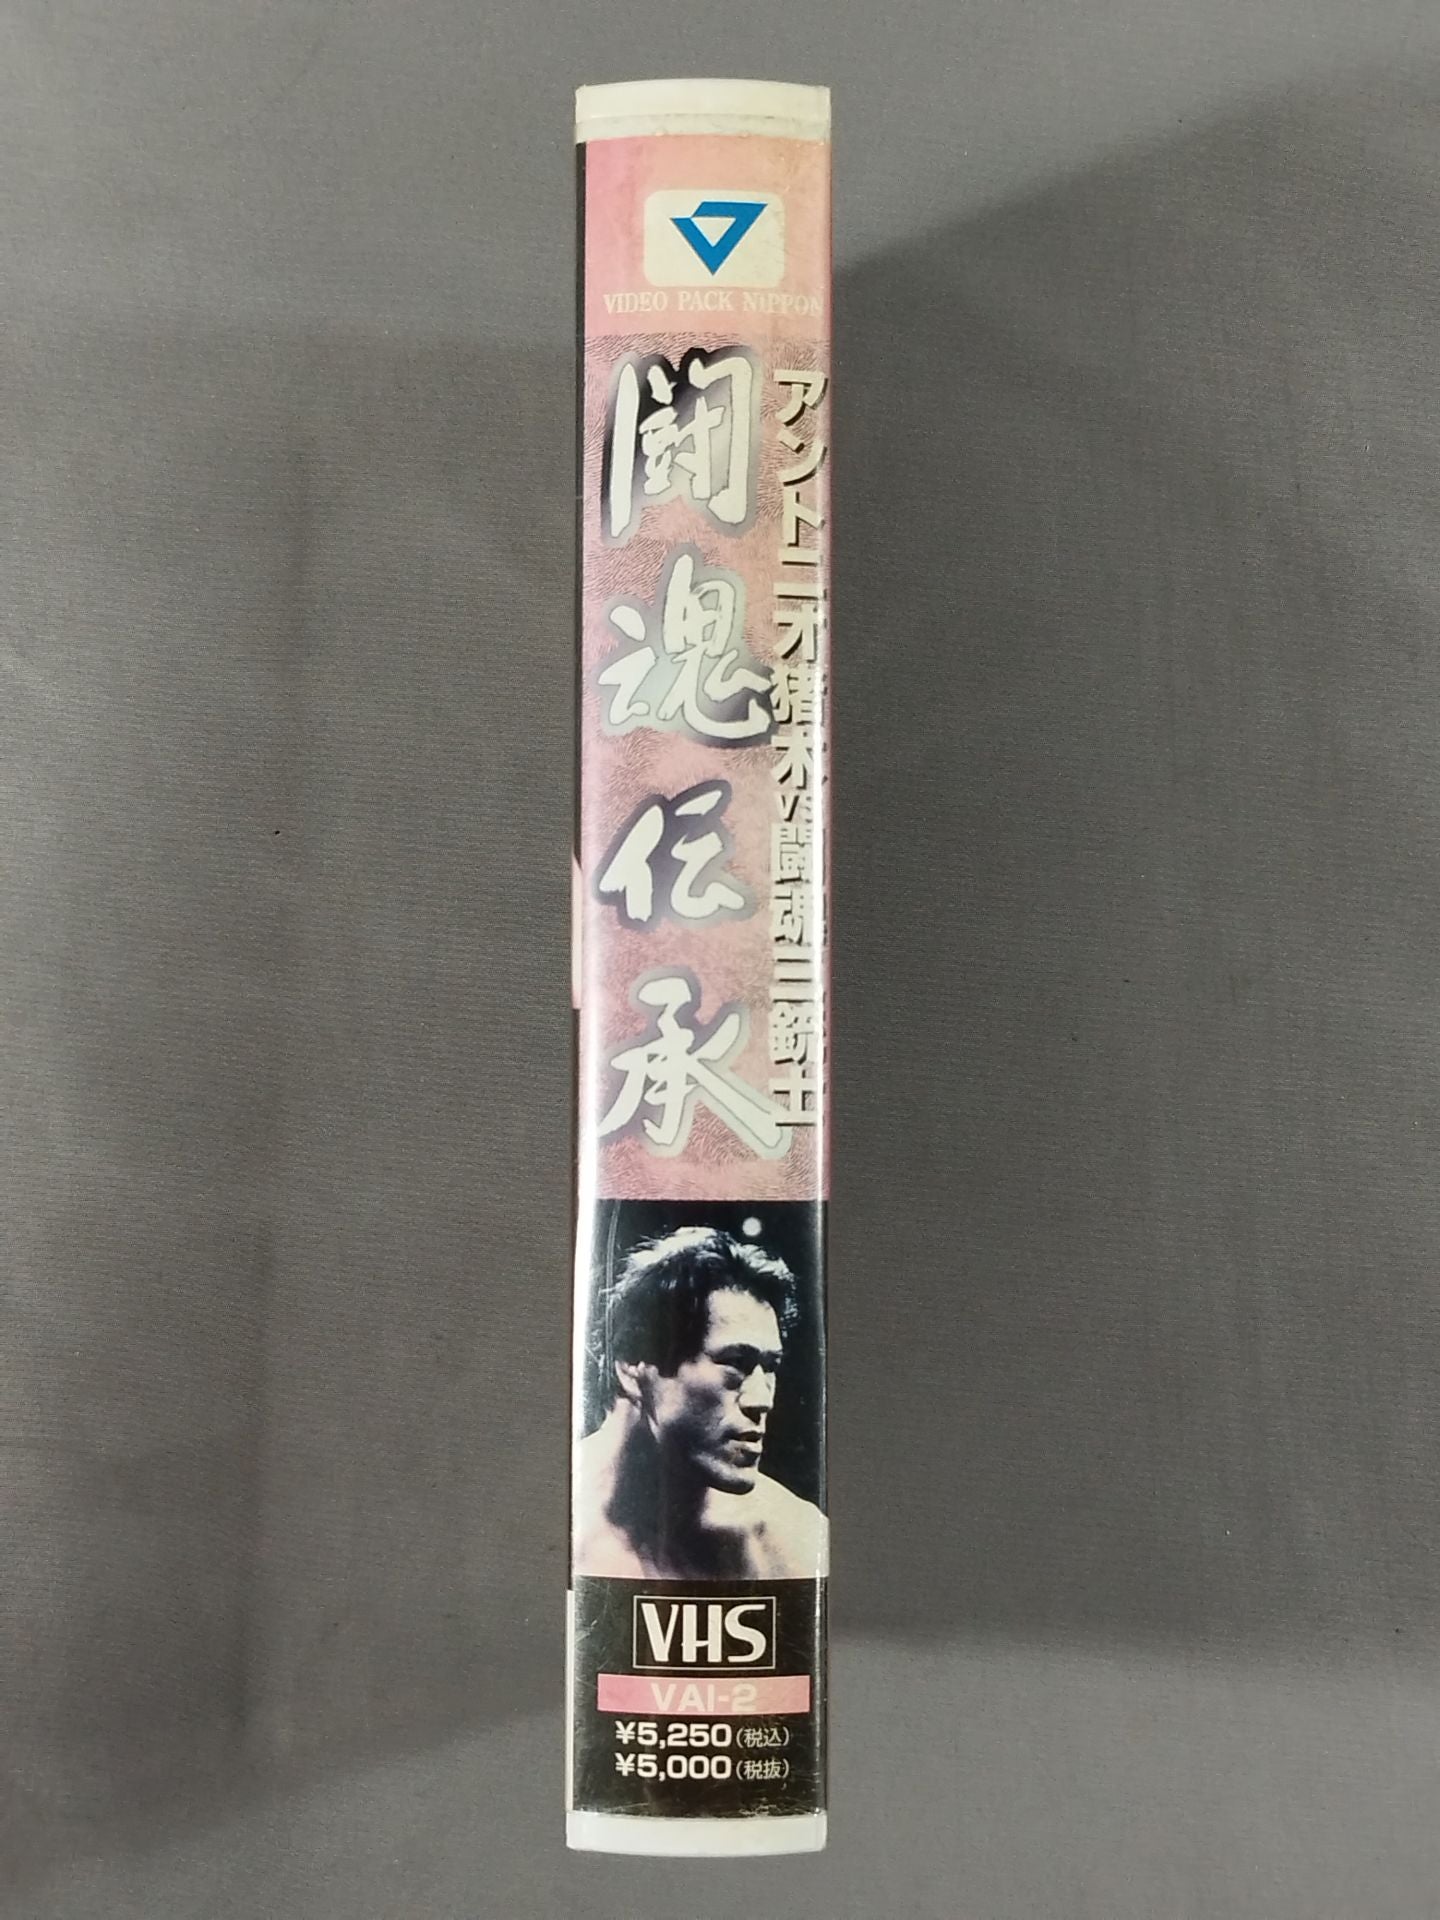 VIDEO PACK NIPPON
アントニオ猪木VS闘魂三銃士
闘魂伝承
VHS
VAI-2
¥5,250(税込)
¥5,000(税抜)